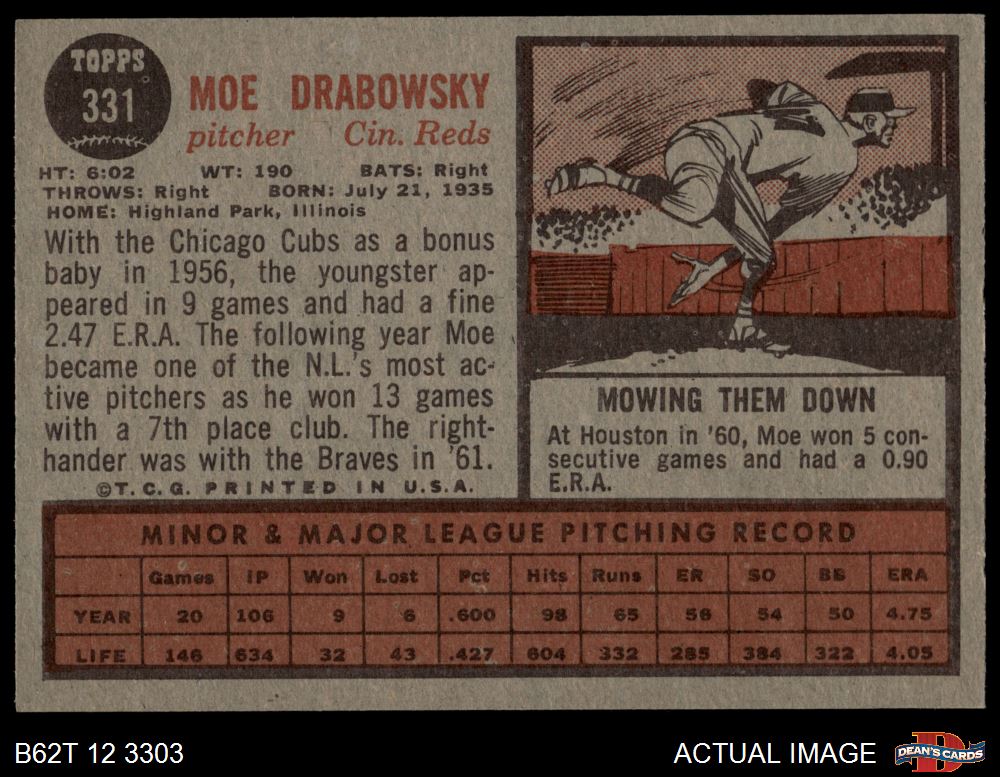 TOPPS
331
MOE DRABOWSKY
pitcher Cin. Reds
HT: 6:02 WT: 190 BATS: Right
THROWS: Right BORN: July 21, 1935
HOME: Highland Park, Illinois
With the Chicago Cubs as a bonus
baby in 1956, the youngster ap-
peared in 9 games and had a fine
2.47 E.R.A. The following year Moe
became one of the N.L.'s most ac-
tive pitchers as he won 13 games
with a 7th place club. The right-
hander was with the Braves in '61.
©T.C.G. PRINTED IN U.S.A.
MOWING THEM DOWN
At Houston in '60, Moe won 5 con-
secutive games and had a 0.90
E.R.A.
MINOR & MAJOR LEAGUE PITCHING RECORD
Games IP Won Lost Pct Hits Runs ER SO BB ERA
YEAR 20 106 9 6 .600 98 65 56 54 50 4.75
LIFE 146 634 32 43 .427 604 332 285 384 322 4.05
B62T 12 3303 ACTUAL IMAGE
D
DEAN'S CARDS